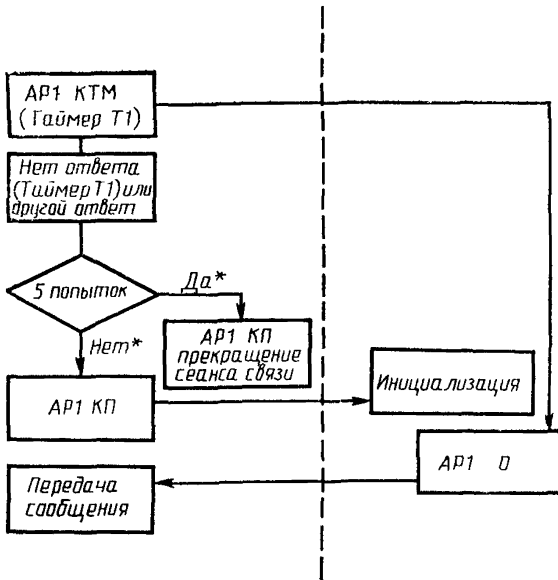 АР1 КТМ
(Таймер Т1)
Нет ответа
(Таймер Т1) или
другой ответ
5 попыток
Да*
Нет*
АР1 КП
прекращение
сеанса связи
АР1 КП
Инициализация
АР1 0
Передача
сообщения